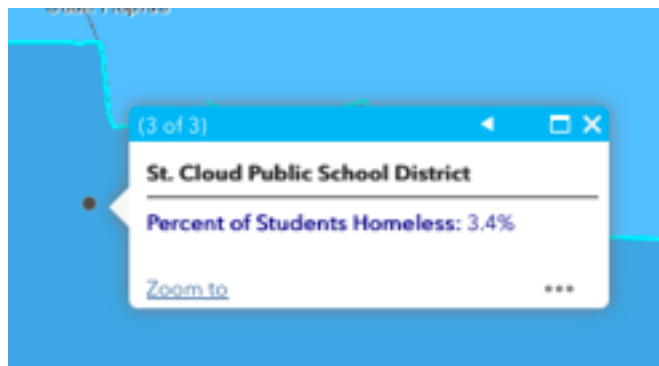 (3 of 3)
St. Cloud Public School District
Percent of Students Homeless: 3.4%
Zoom to